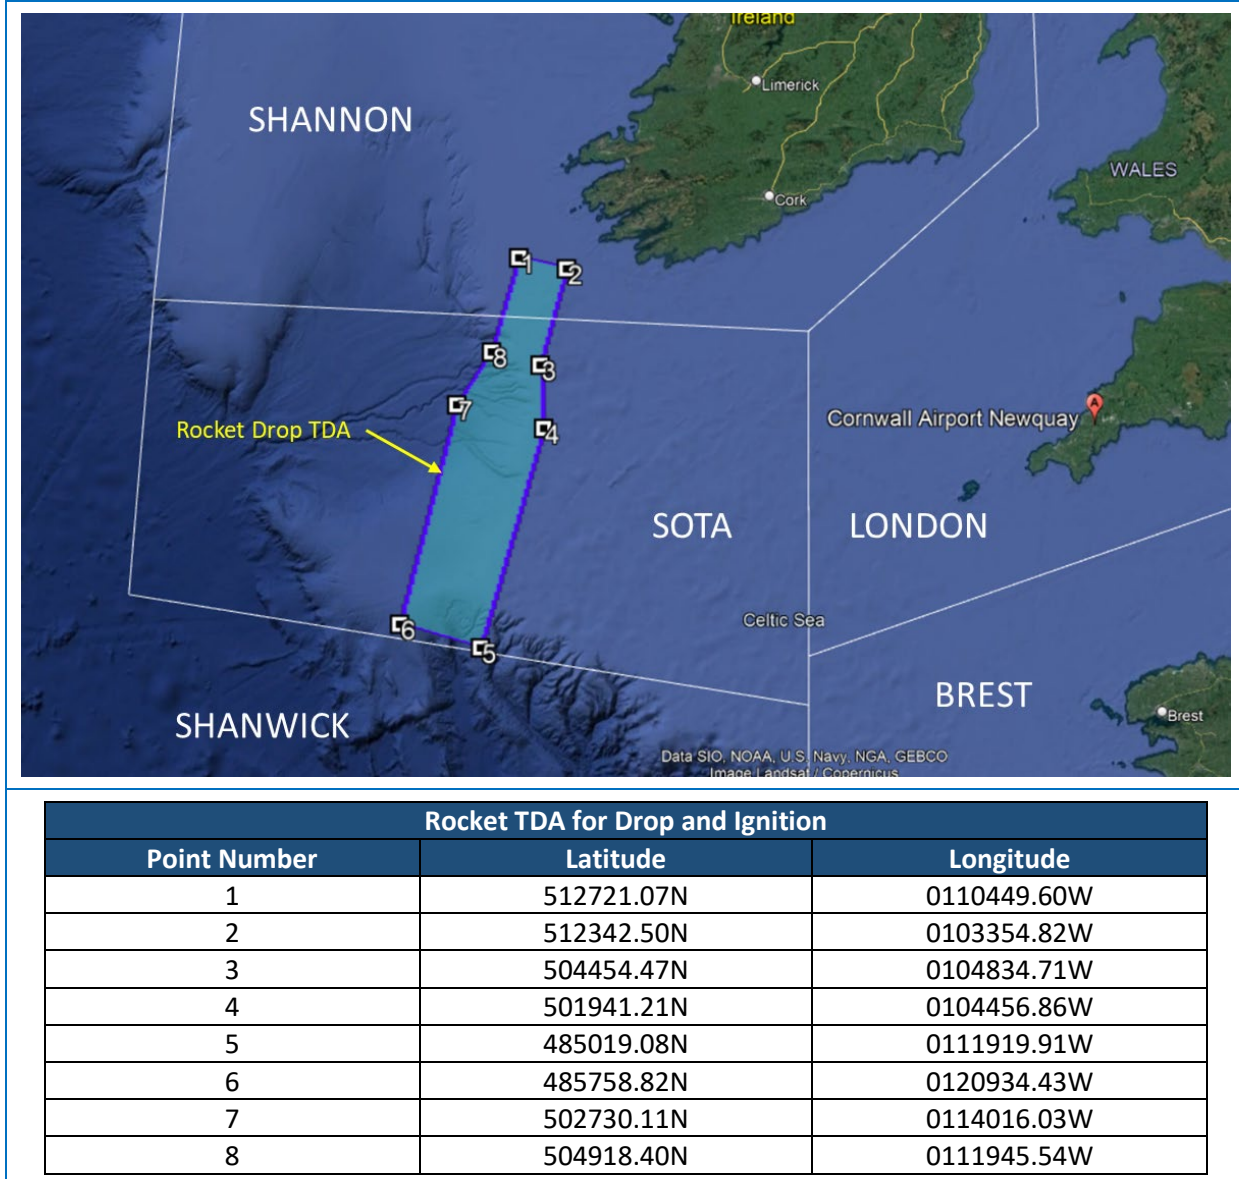 Ireland
Limerick
SHANNON
WALES
Cork
1
2
8
3
7
4
Cornwall Airport Newquay
A
Rocket Drop TDA
SOTA
LONDON
Celtic Sea
6
5
BREST
SHANWICK
Brest
Data SIO, NOAA, U.S. Navy, NGA, GEBCO
Image Landsat / Copernicus
Rocket TDA for Drop and Ignition
Point Number Latitude Longitude
1 512721.07N 0110449.60W
2 512342.50N 0103354.82W
3 504454.47N 0104834.71W
4 501941.21N 0104456.86W
5 485019.08N 0111919.91W
6 485758.82N 0120934.43W
7 502730.11N 0114016.03W
8 504918.40N 0111945.54W